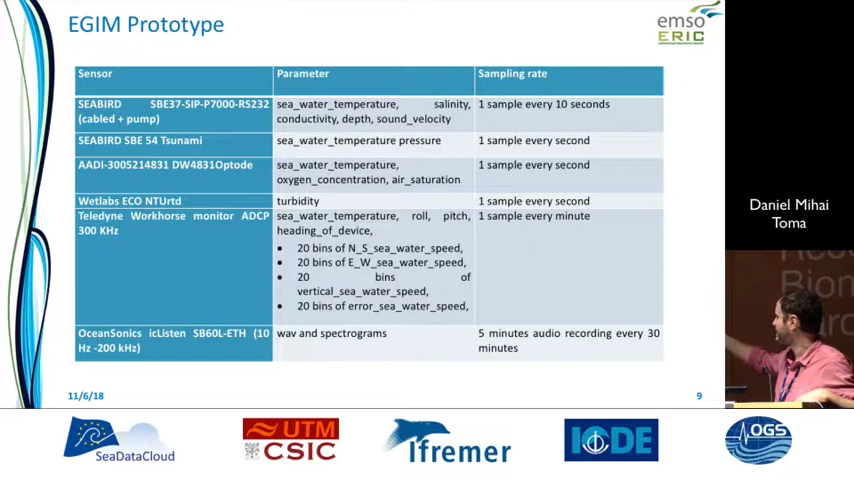 EGIM Prototype
emso
ERIC
Sensor Parameter Sampling rate
SEABIRD SBE37-SIP-P7000-RS232
(cabled + pump)
sea_water_temperature, salinity,
conductivity, depth, sound_velocity
1 sample every 10 seconds
SEABIRD SBE 54 Tsunami
sea_water_temperature pressure
1 sample every second
AADI-3005214831 DW4831Optode
sea_water_temperature,
oxygen_concentration, air_saturation
1 sample every second
Wetlabs ECO NTUrtd
turbidity
1 sample every second
Teledyne Workhorse monitor ADCP
300 KHz
sea_water_temperature, roll, pitch,
heading_of_device,
• 20 bins of N_S_sea_water_speed,
• 20 bins of E_W_sea_water_speed,
• 20 bins of
vertical_sea_water_speed,
• 20 bins of error_sea_water_speed,
1 sample every minute
OceanSonics icListen SB60L-ETH (10
Hz -200 kHz)
wav and spectrograms
5 minutes audio recording every 30
minutes
11/6/18
9
Daniel Mihai
Toma
SeaDataCloud
UTM
CSIC
Ifremer
IODE
OGS